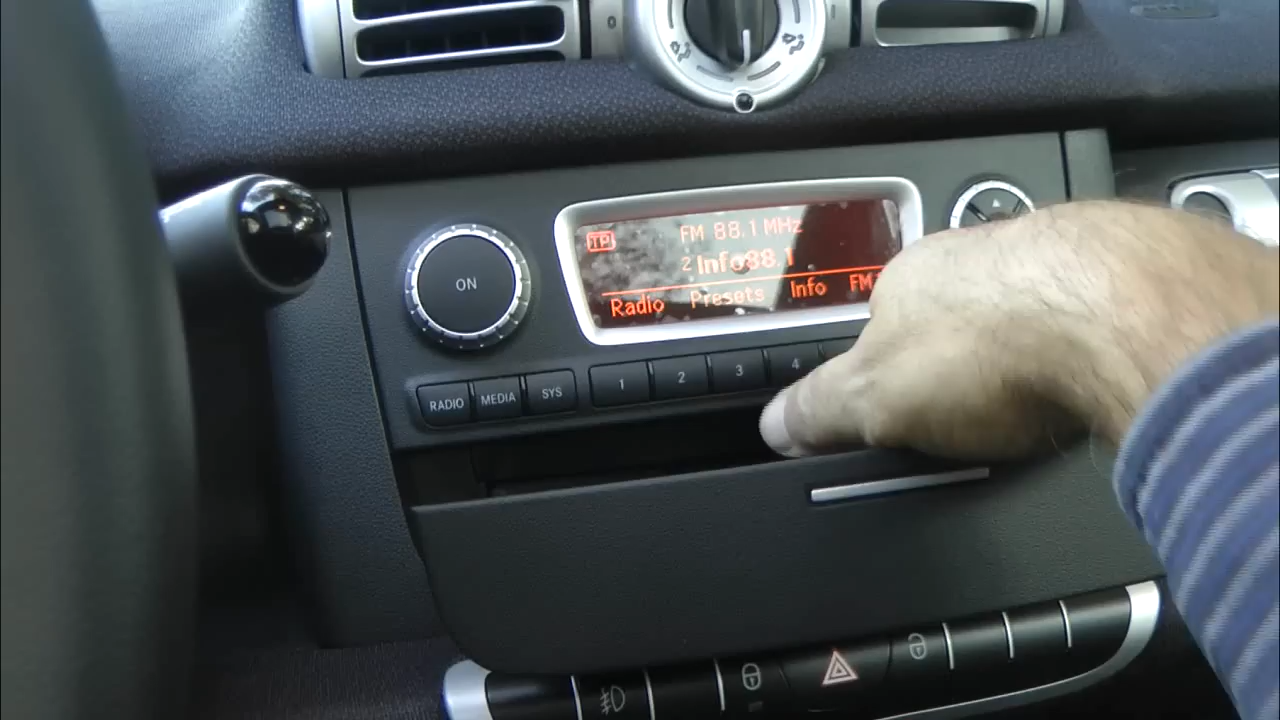 0
FM 88.1 MHz
TP
2 Info88.1
Radio Presets Info FM
ON
1 2 3 4
RADIO MEDIA SYS